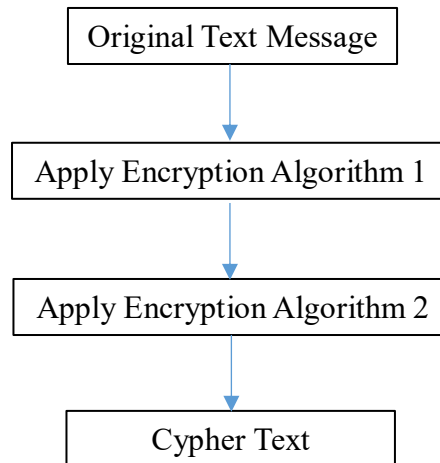 Original Text Message
Apply Encryption Algorithm 1
Apply Encryption Algorithm 2
Cypher Text